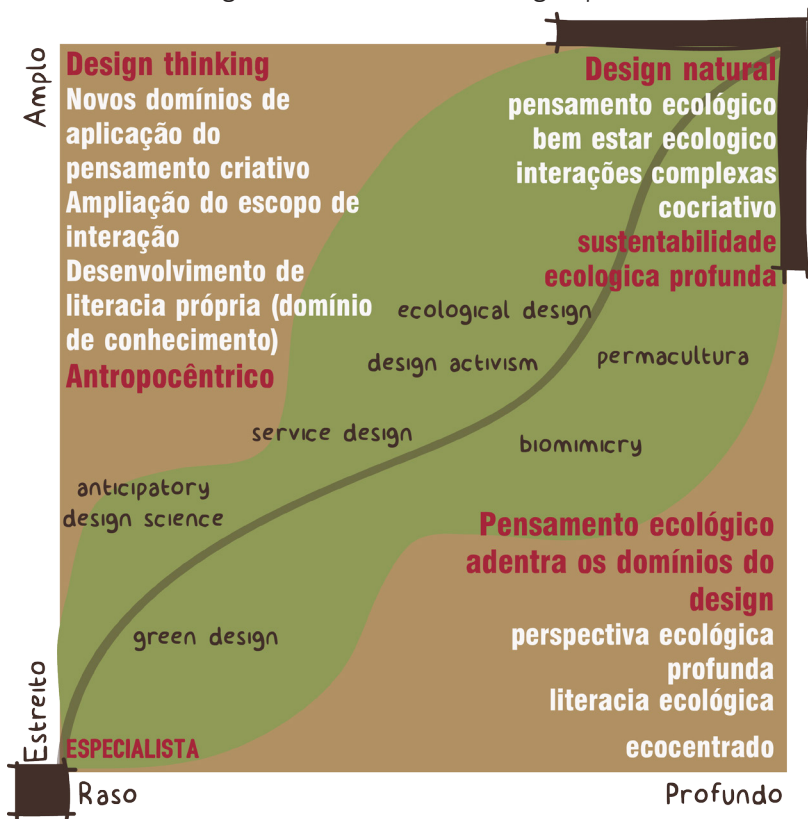 Amplo
Design thinking
Novos domínios de
aplicação do
pensamento criativo
Ampliação do escopo de
interação
Desenvolvimento de
literacia própria (domínio
de conhecimento)
Antropocêntrico
Design natural
pensamento ecológico
bem estar ecologico
interações complexas
cocriativo
sustentabilidade
ecologica profunda
ecological design
design activism
permacultura
service design
biomimicry
anticipatory
design science
Pensamento ecológico
adentra os domínios do
design
perspectiva ecológica
profunda
literacia ecológica
ecocentrado
green design
Estreito
ESPECIALISTA
Raso
Profundo